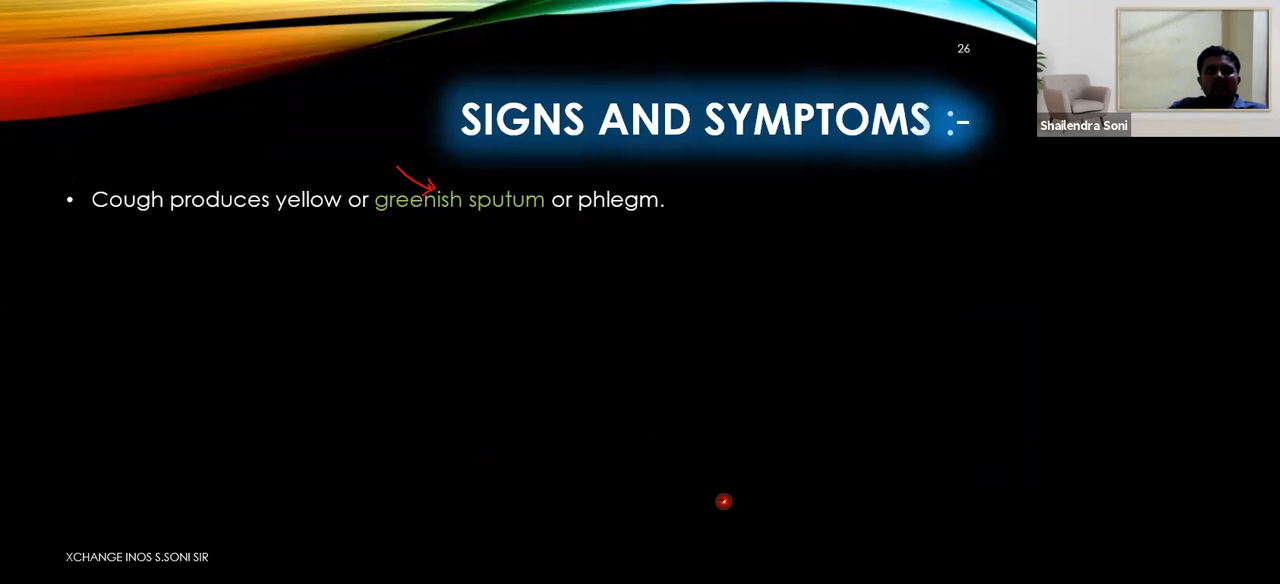 26
Shailendra Soni
SIGNS AND SYMPTOMS :-
• Cough produces yellow or greenish sputum or phlegm.
XCHANGE INOS S.SONI SIR